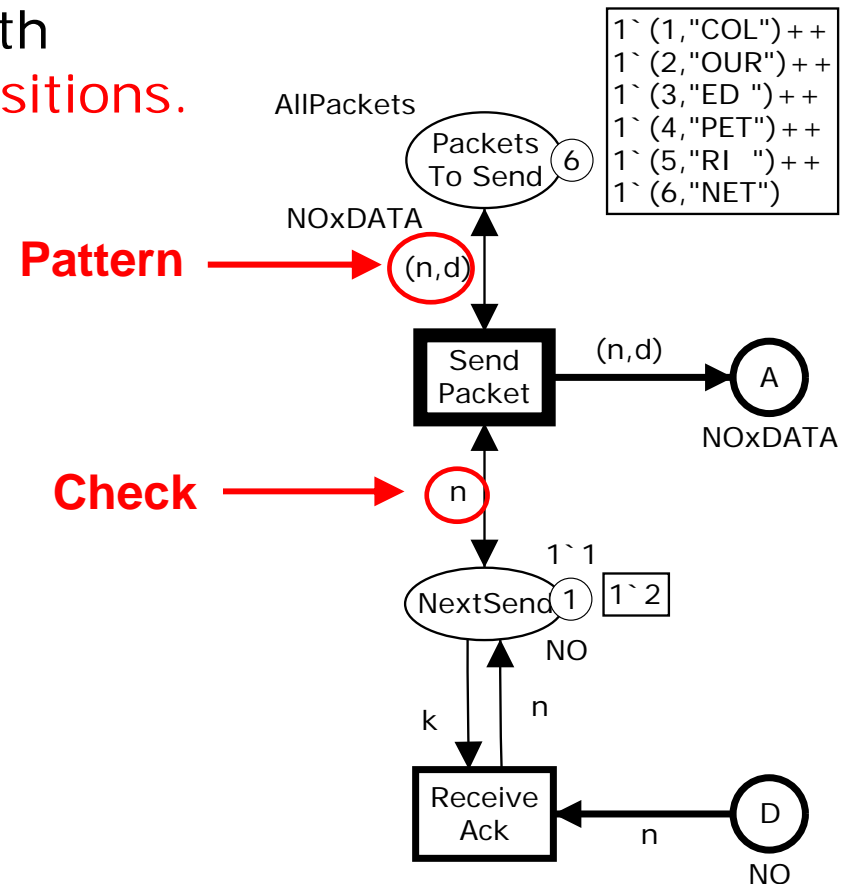 th
sitions.
1`(1,"COL")++
1`(2,"OUR")++
1`(3,"ED ")++
1`(4,"PET")++
1`(5,"RI  ")++
1`(6,"NET")
AllPackets
Packets
To Send
6
NOxDATA
Pattern
(n,d)
Send
Packet
(n,d)
A
NOxDATA
Check
n
1`1
NextSend
1
1`2
NO
k
n
Receive
Ack
n
D
NO